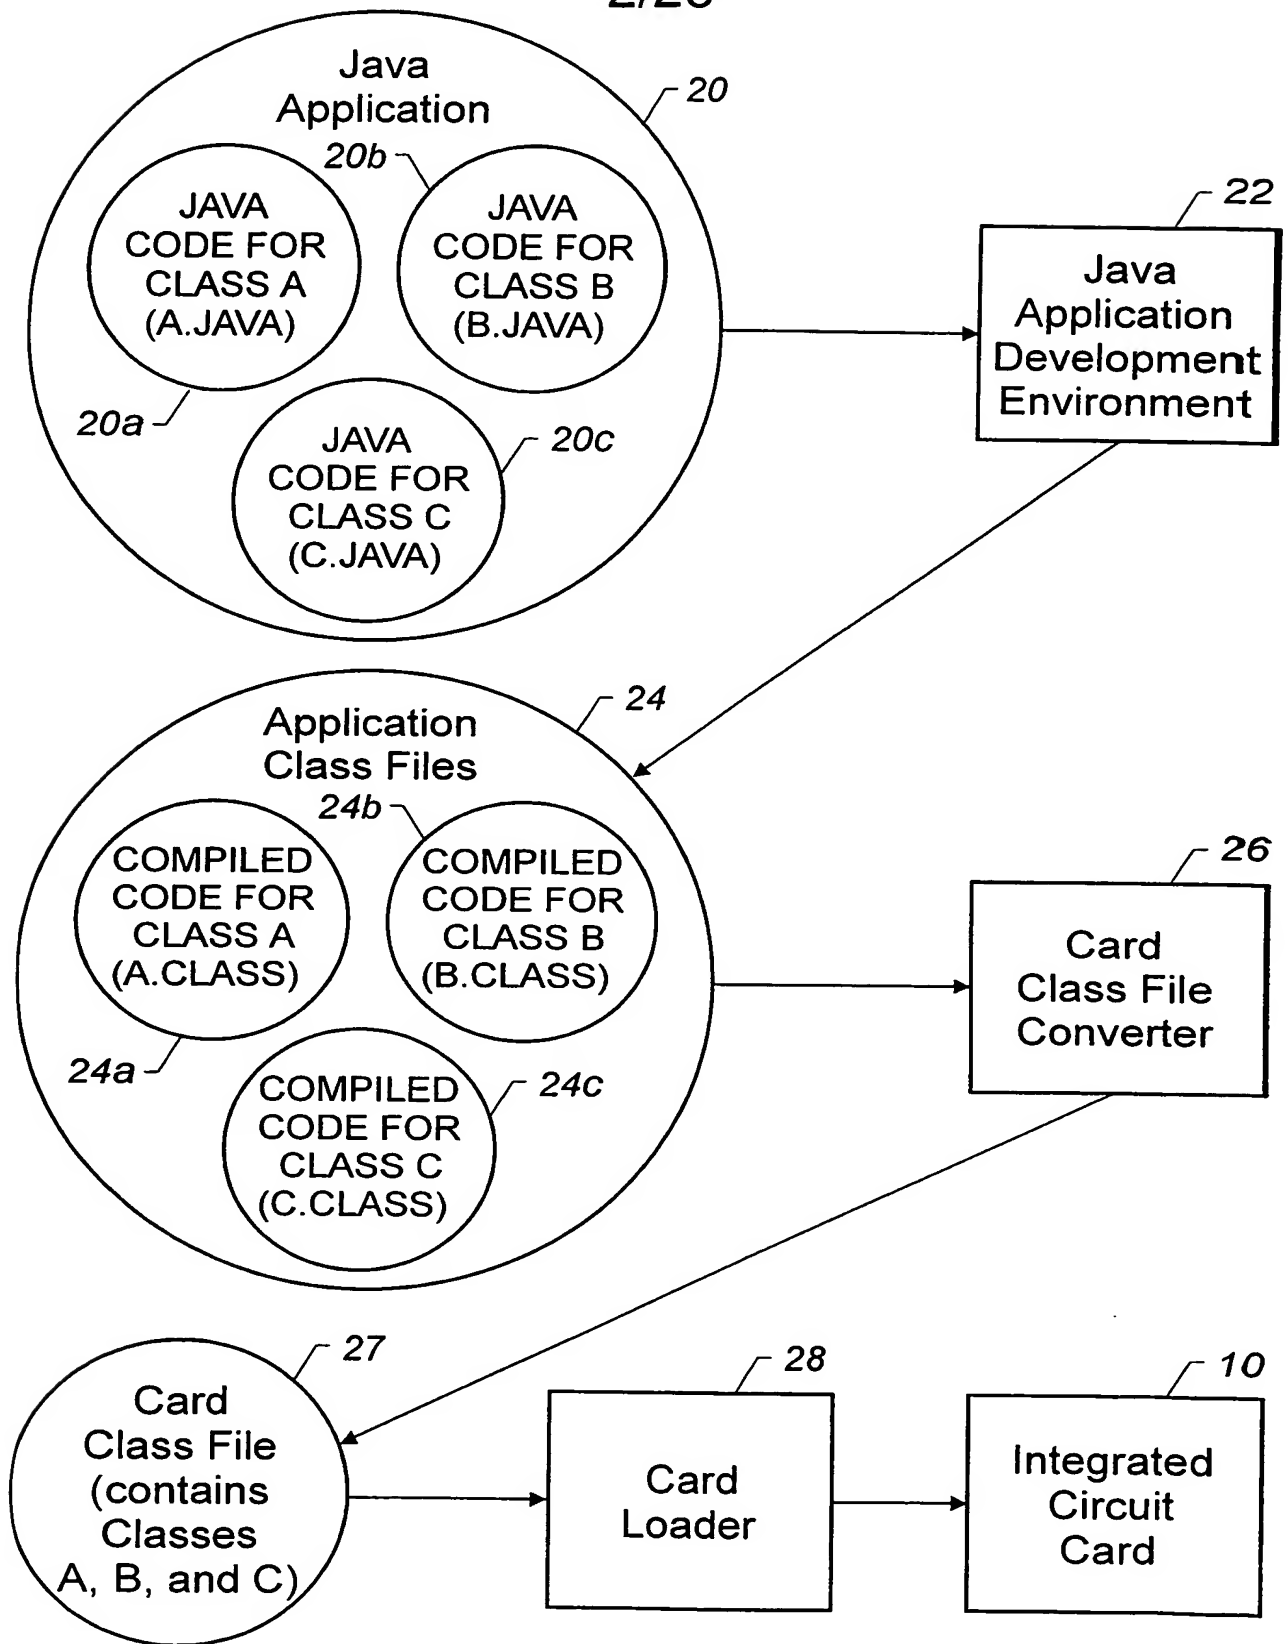 Java
Application
20
20b
JAVA
CODE FOR
CLASS A
(A.JAVA)
JAVA
CODE FOR
CLASS B
(B.JAVA)
20a
JAVA
CODE FOR
CLASS C
(C.JAVA)
20c
22
Java
Application
Development
Environment
Application
Class Files
24
24b
COMPILED
CODE FOR
CLASS A
(A.CLASS)
COMPILED
CODE FOR
CLASS B
(B.CLASS)
24a
COMPILED
CODE FOR
CLASS C
(C.CLASS)
24c
26
Card
Class File
Converter
27
Card
Class File
(contains
Classes
A, B, and C)
28
Card
Loader
10
Integrated
Circuit
Card